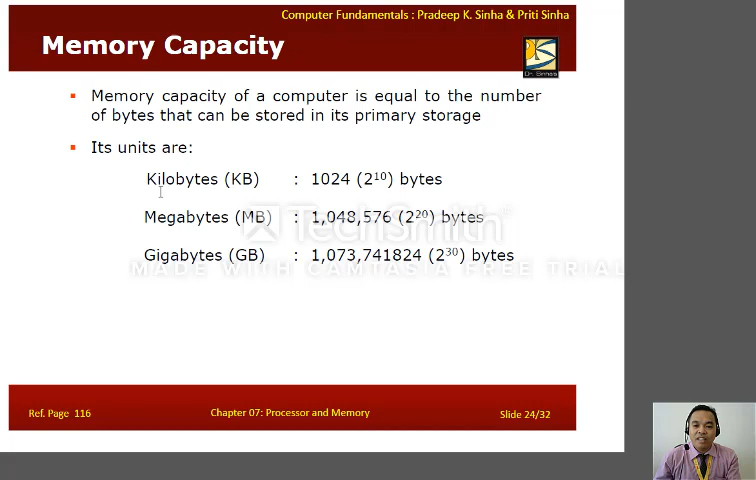 Computer Fundamentals : Pradeep K. Sinha & Priti Sinha
Memory Capacity
Dr. Sinhas
Memory capacity of a computer is equal to the number
of bytes that can be stored in its primary storage
Its units are:
Kilobytes (KB) : 1024 (2¹⁰) bytes
Megabytes (MB) : 1,048,576 (2²⁰) bytes
TechSmith
Gigabytes (GB) : 1,073,741824 (2³⁰) bytes
MADE WITH CAMTASIA FREE TRIAL
Ref. Page 116
Chapter 07: Processor and Memory
Slide 24/32